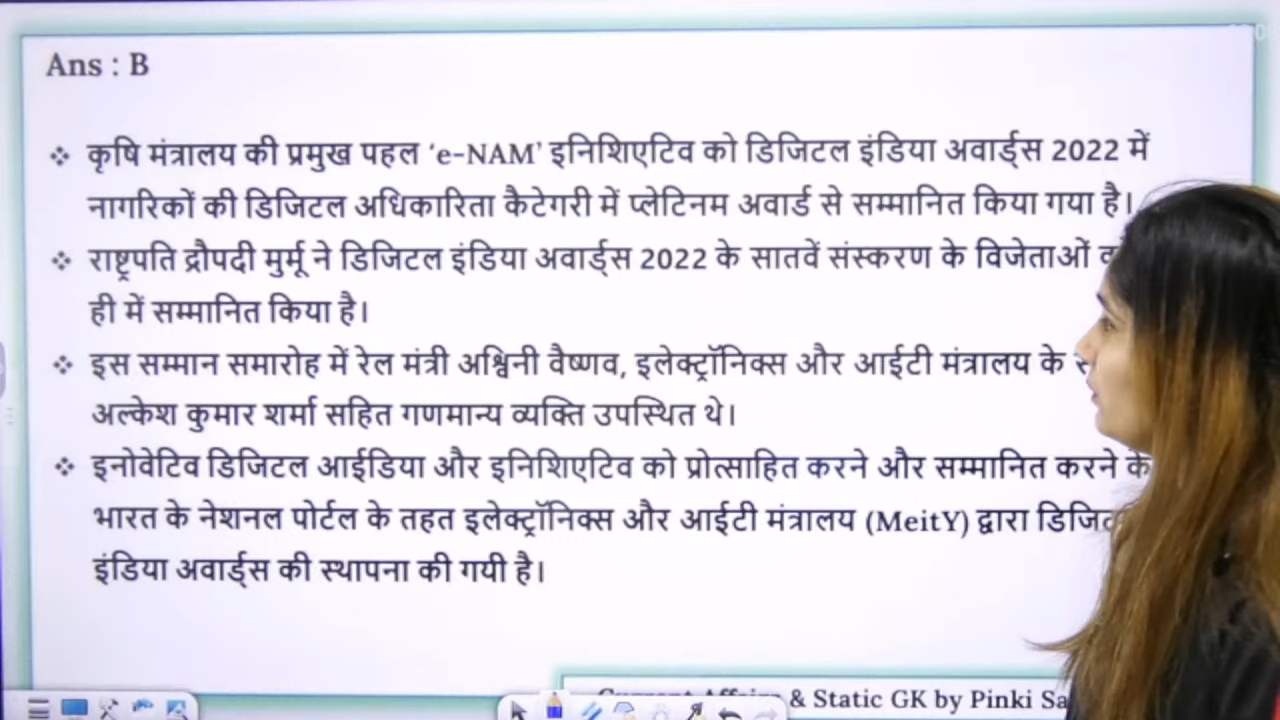 Ans : B
❖ कृषि मंत्रालय की प्रमुख पहल ‘e-NAM’ इनिशिएटिव को डिजिटल इंडिया अवार्ड्स 2022 में
नागरिकों की डिजिटल अधिकारिता कैटेगरी में प्लेटिनम अवार्ड से सम्मानित किया गया है।
❖ राष्ट्रपति द्रौपदी मुर्मू ने डिजिटल इंडिया अवार्ड्स 2022 के सातवें संस्करण के विजेताओं
ही में सम्मानित किया है।
❖ इस सम्मान समारोह में रेल मंत्री अश्विनी वैष्णव, इलेक्ट्रॉनिक्स और आईटी मंत्रालय के
अल्केश कुमार शर्मा सहित गणमान्य व्यक्ति उपस्थित थे।
❖ इनोवेटिव डिजिटल आईडिया और इनिशिएटिव को प्रोत्साहित करने और सम्मानित करने के
भारत के नेशनल पोर्टल के तहत इलेक्ट्रॉनिक्स और आईटी मंत्रालय (MeitY) द्वारा
इंडिया अवार्ड्स की स्थापना की गयी है।
& Static GK by Pinki